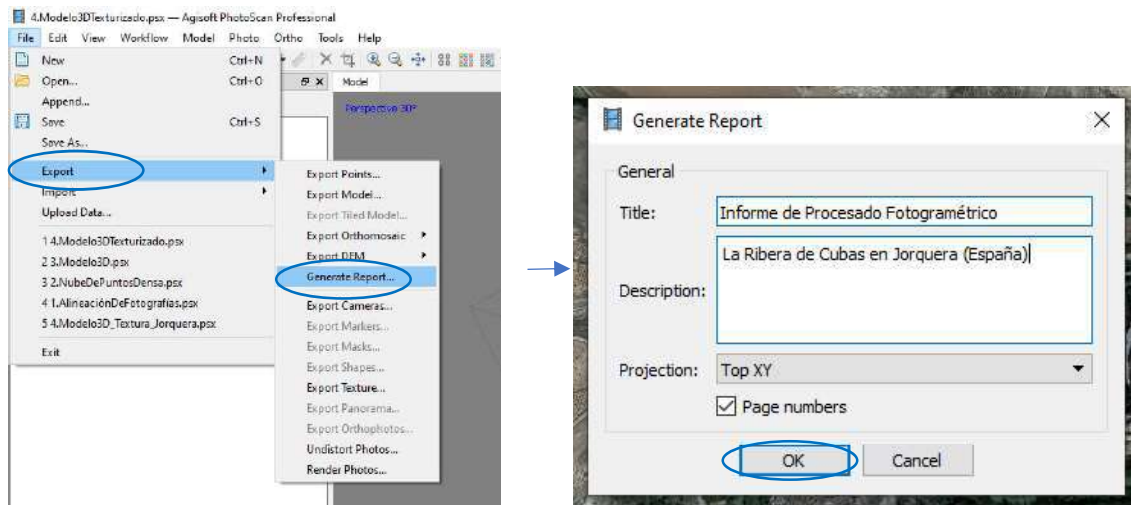 4.Modelo3DTexturizado.psx — Agisoft PhotoScan Professional
File Edit View Workflow Model Photo Ortho Tools Help
New Ctrl+N
Open... Ctrl+O
Append...
Save Ctrl+S
Save As...
Export
Import
Upload Data...
1 4.Modelo3DTexturizado.psx
2 3.Modelo3D.psx
3 2.NubeDePuntosDensa.psx
4 1.AlineaciónDeFotografías.psx
5 4.Modelo3D_Textura_Jorquera.psx
Exit
Model
Perspective 30°
Export Points...
Export Model...
Export Tiled Model...
Export Orthomosaic
Export DEM
Generate Report...
Export Cameras...
Export Markers...
Export Masks...
Export Shapes...
Export Texture...
Export Panorama...
Export Orthophotos...
Undistort Photos...
Render Photos...
Generate Report
General
Title: Informe de Procesado Fotogramétrico
La Ribera de Cubas en Jorquera (España)
Description:
Projection: Top XY
Page numbers
OK Cancel